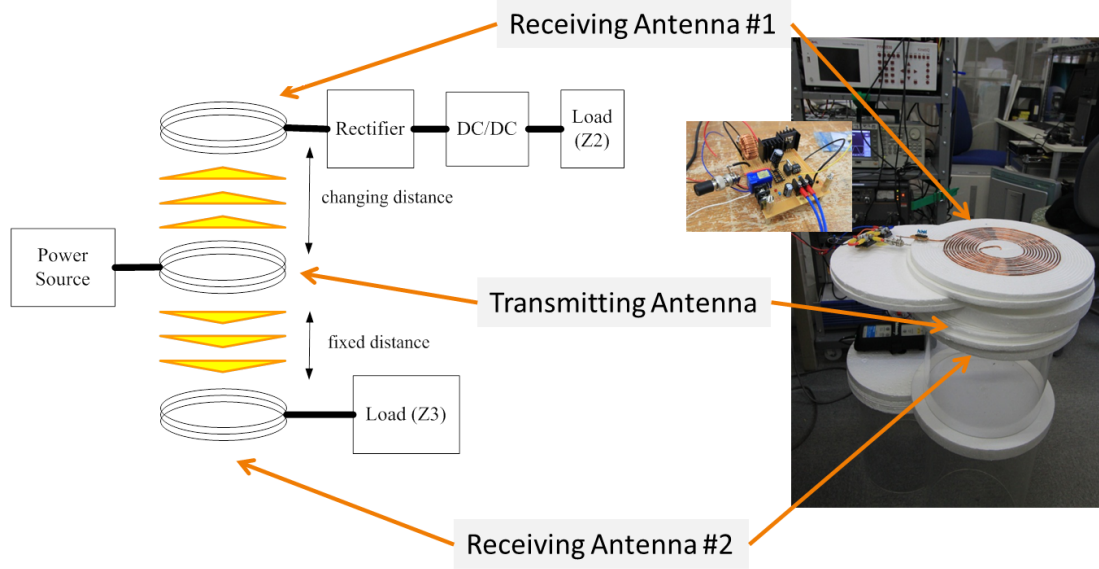 Receiving Antenna #1
Rectifier
DC/DC
Load
(Z2)
changing distance
Power
Source
Transmitting Antenna
fixed distance
Load (Z3)
Receiving Antenna #2